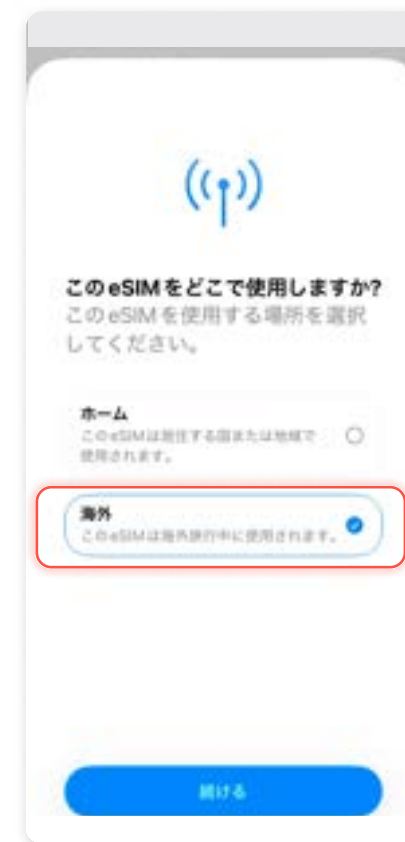 このeSIMをどこで使用しますか?
このeSIMを使用する場所を選択
してください。
ホーム
このeSIMは居住する国または地域で
使用されます。
海外
このeSIMは海外旅行中に使用されます。
続ける